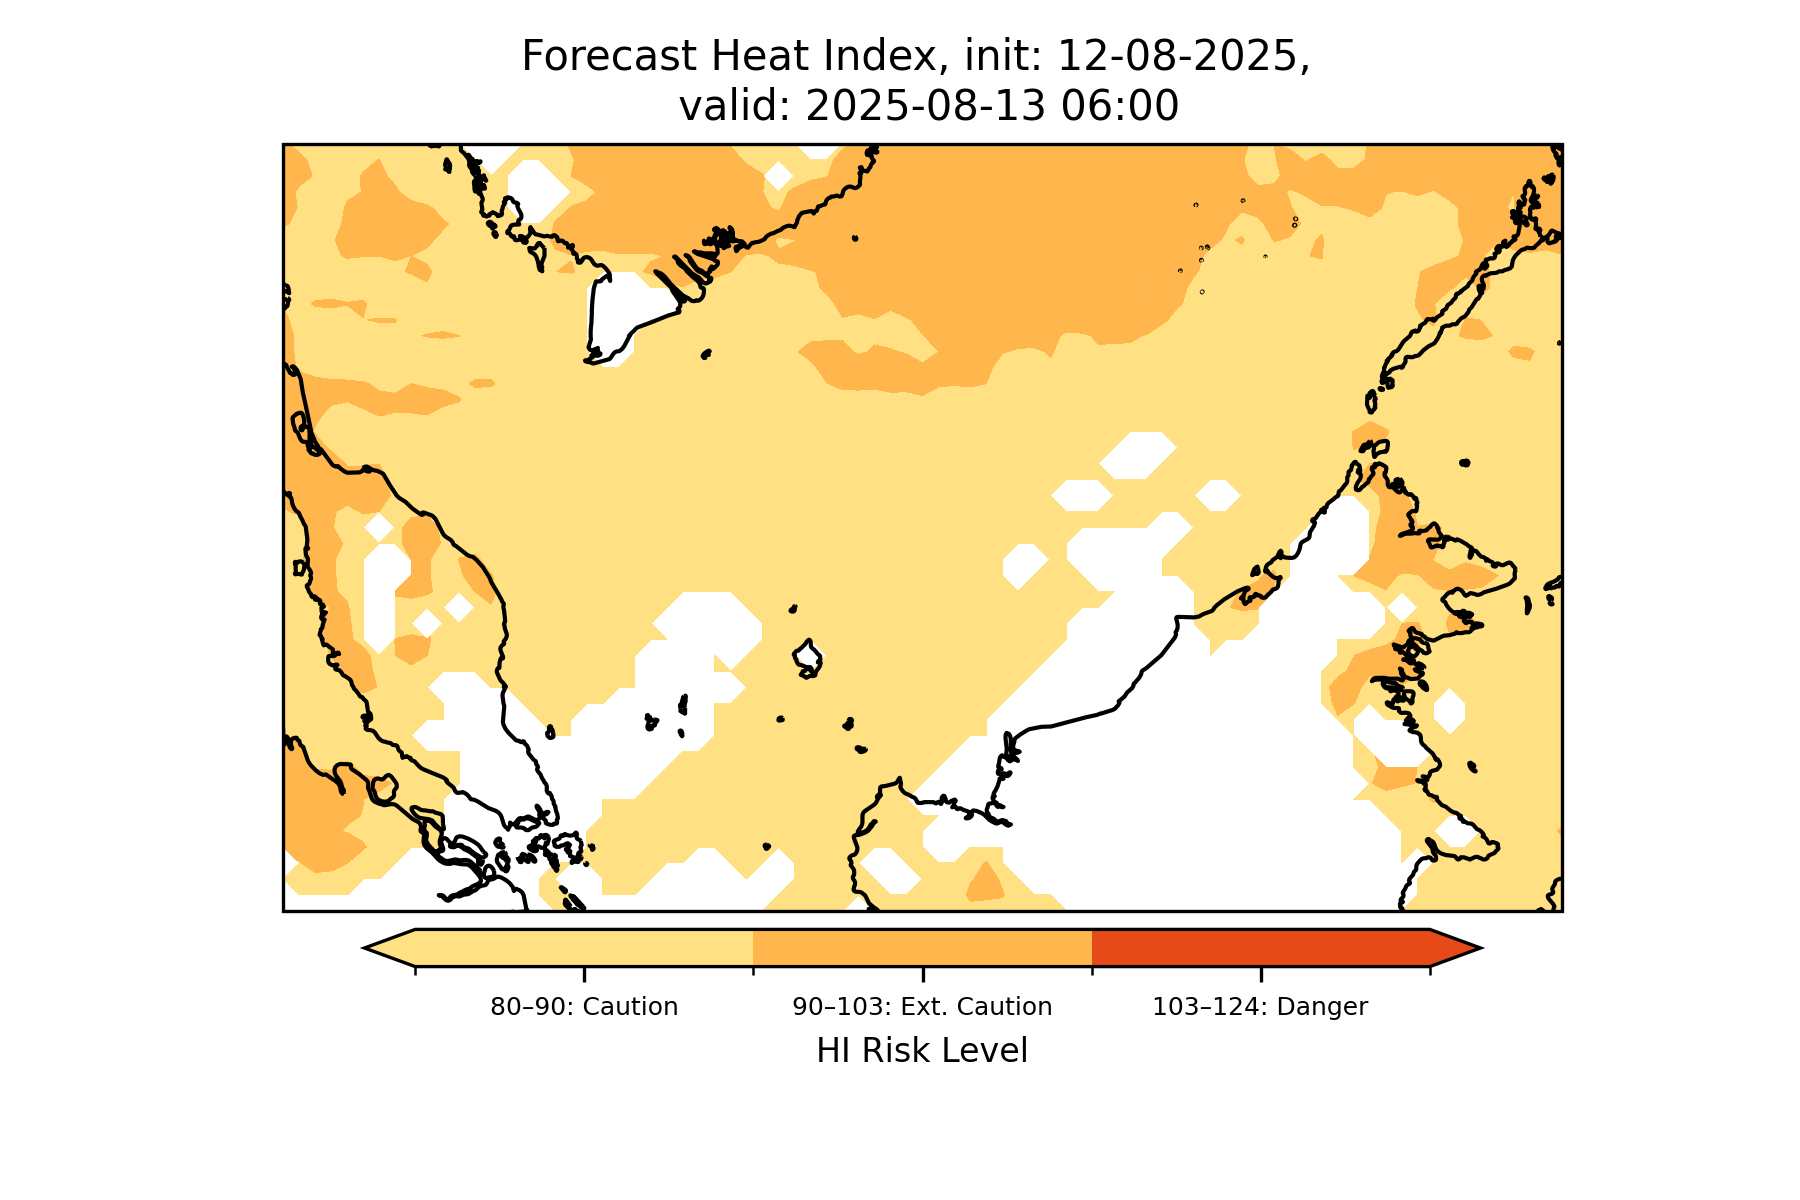 Forecast Heat Index, init: 12-08-2025,
valid: 2025-08-13 06:00
80–90: Caution
90–103: Ext. Caution
103–124: Danger
HI Risk Level